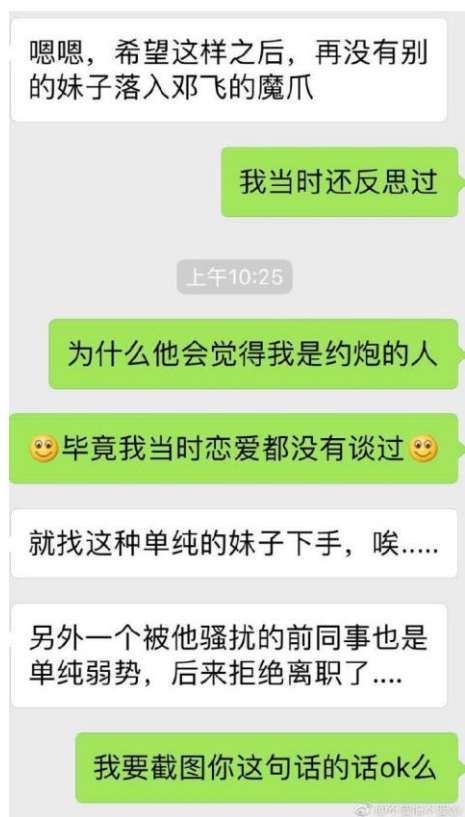 嗯嗯，希望这样之后，再没有别
的妹子落入邓飞的魔爪
我当时还反思过
上午10:25
为什么他会觉得我是约炮的人
毕竟我当时恋爱都没有谈过
就找这种单纯的妹子下手，唉.....
另外一个被他骚扰的前同事也是
单纯弱势，后来拒绝离职了....
我要截图你这句话的话ok么